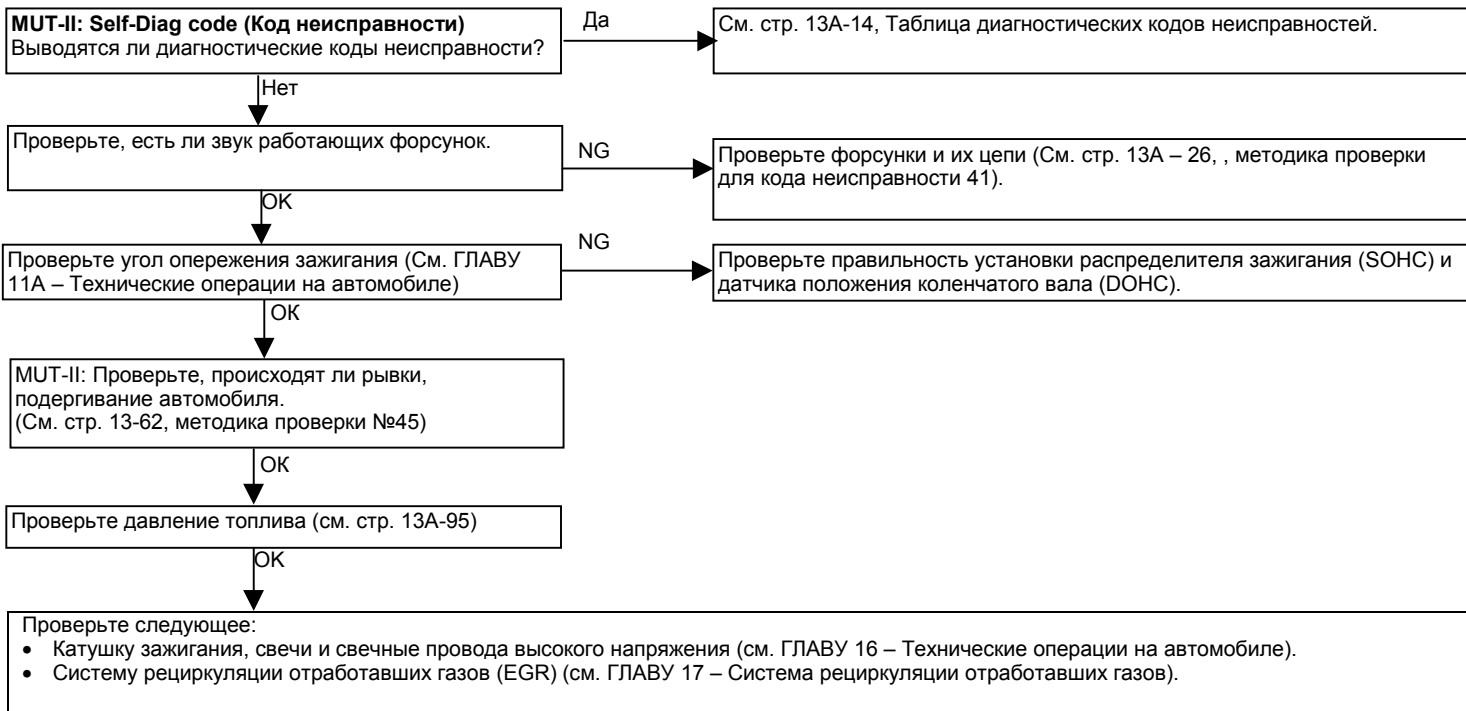 MUT-II: Self-Diag code (Код неисправности)
Выводятся ли диагностические коды неисправности?
Да
См. стр. 13А-14, Таблица диагностических кодов неисправностей.
Нет
Проверьте, есть ли звук работающих форсунок.
NG
Проверьте форсунки и их цепи (См. стр. 13А – 26, , методика проверки
для кода неисправности 41).
OK
Проверьте угол опережения зажигания (См. ГЛАВУ
11А – Технические операции на автомобиле)
NG
Проверьте правильность установки распределителя зажигания (SOHC) и
датчика положения коленчатого вала (DOHC).
OK
MUT-II: Проверьте, происходят ли рывки,
подергивание автомобиля.
(См. стр. 13-62, методика проверки №45)
OK
Проверьте давление топлива (см. стр. 13А-95)
OK
Проверьте следующее:
• Катушку зажигания, свечи и свечные провода высокого напряжения (см. ГЛАВУ 16 – Технические операции на автомобиле).
• Систему рециркуляции отработавших газов (EGR) (см. ГЛАВУ 17 – Система рециркуляции отработавших газов).